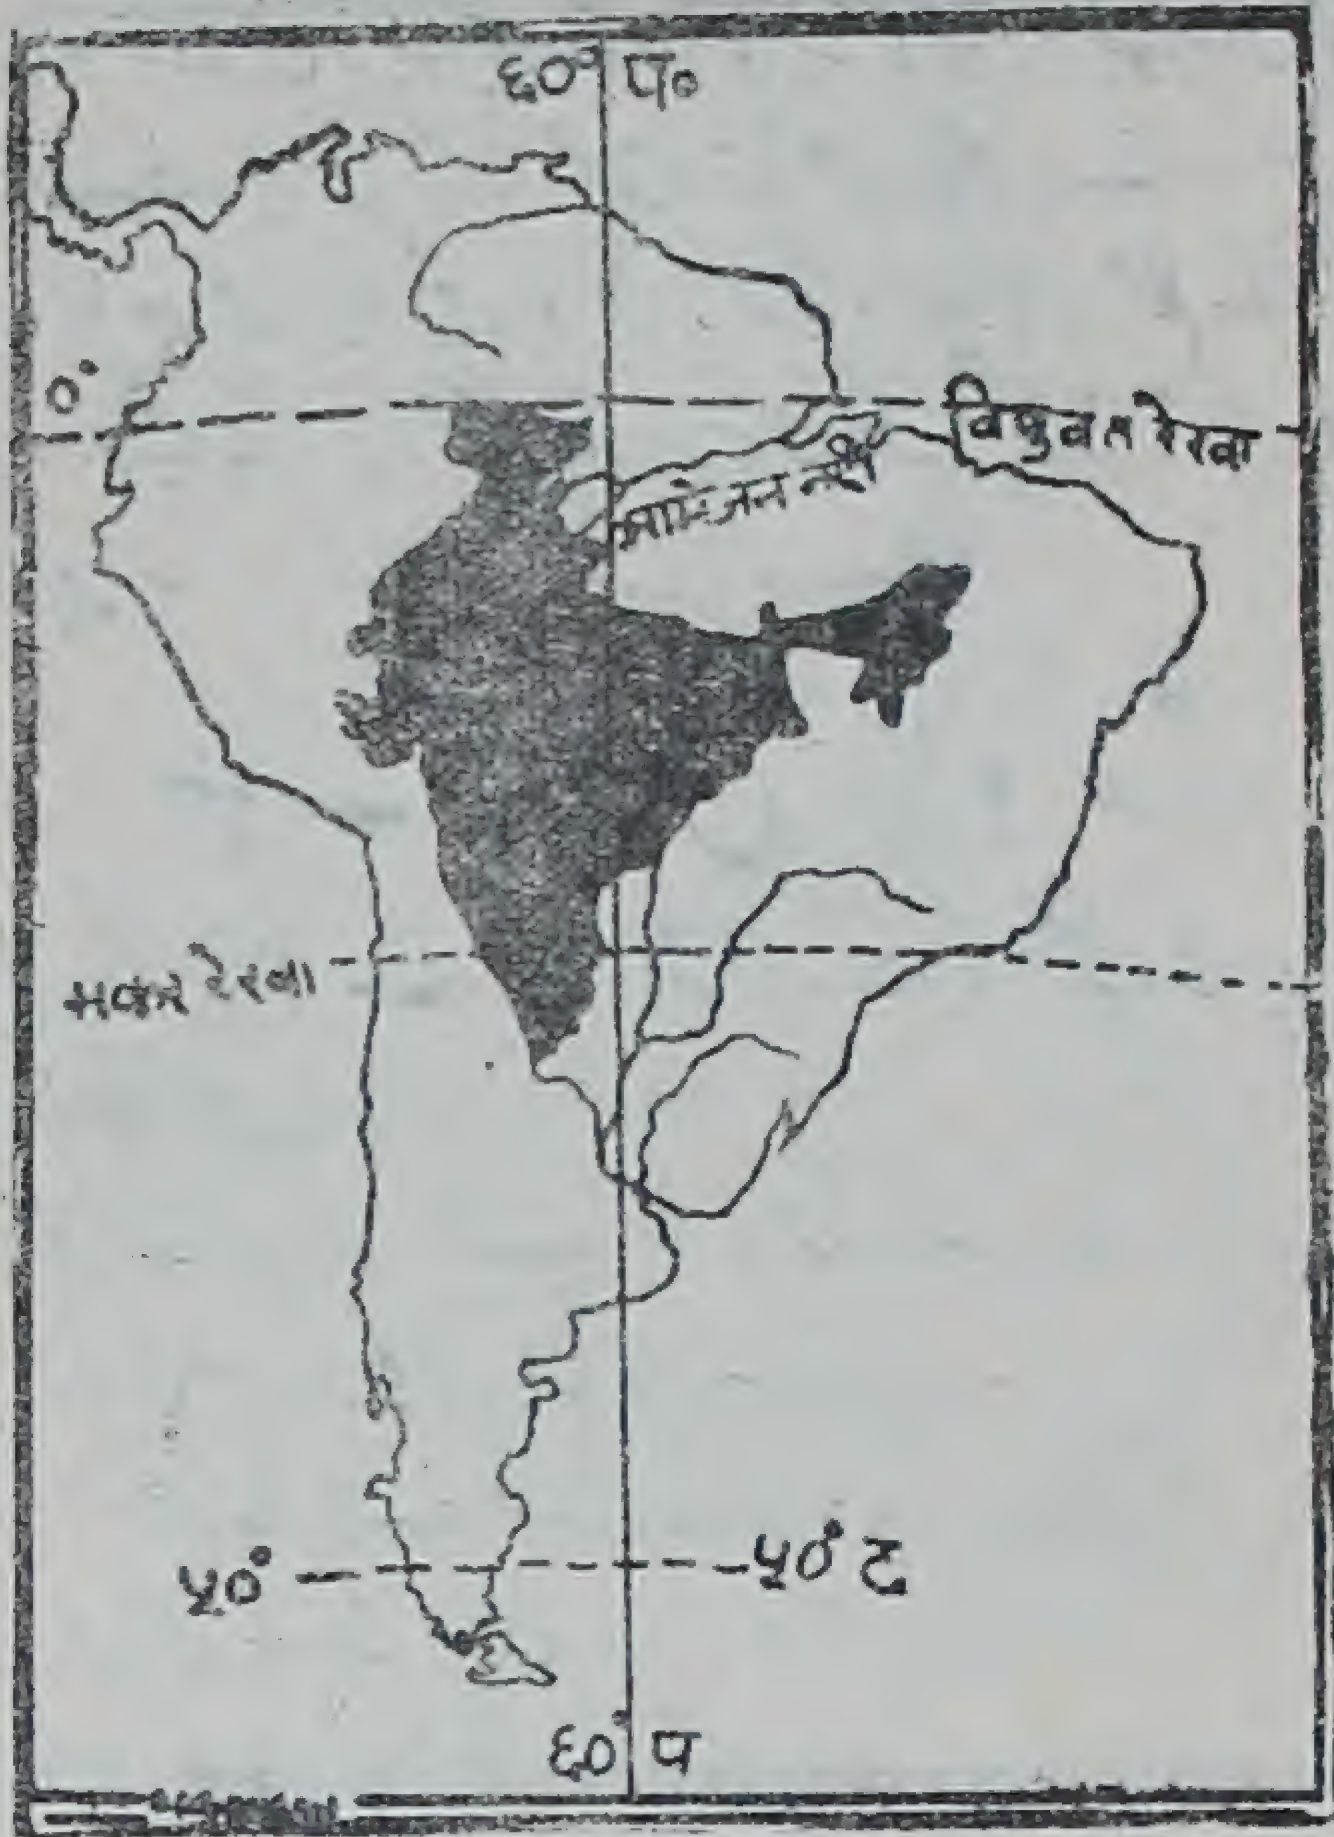 ६०° प०
०°
विषुवत रेखा
आमेजन नदी
मकर रेखा
५०°
५०° द
६०° प